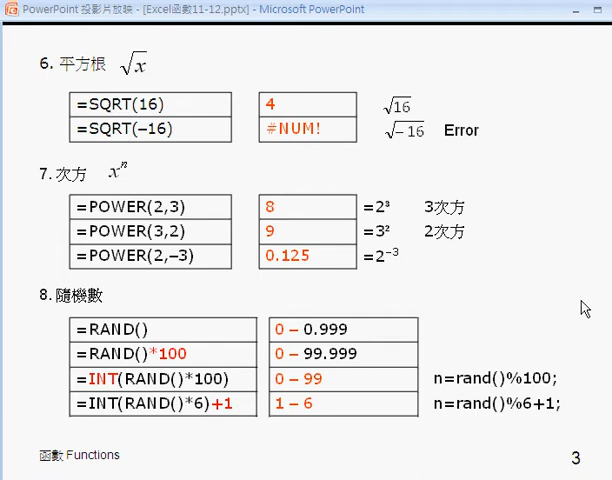 PowerPoint 投影片放映 - [Excel函數11-12.pptx] - Microsoft PowerPoint
6. 平方根 √x
=SQRT(16) 4 √16
=SQRT(–16) #NUM! √–16 Error
7. 次方 xⁿ
=POWER(2,3) 8 =2³ 3次方
=POWER(3,2) 9 =3² 2次方
=POWER(2,–3) 0.125 =2⁻³
8. 隨機數
=RAND() 0 – 0.999
=RAND()*100 0 – 99.999
=INT(RAND()*100) 0 – 99 n=rand()%100;
=INT(RAND()*6)+1 1 – 6 n=rand()%6+1;
函數 Functions 3